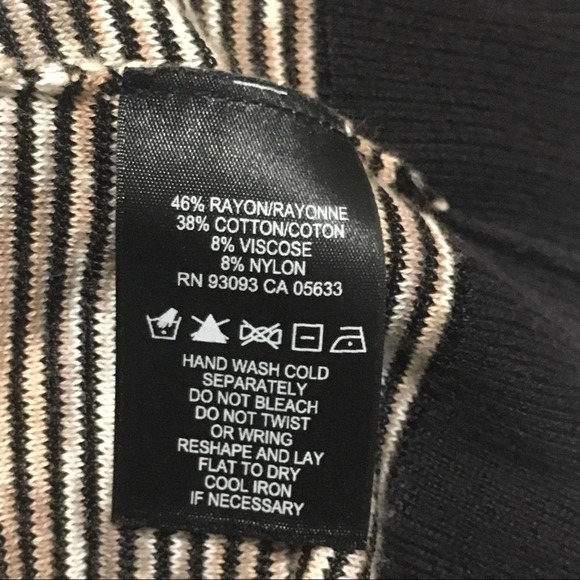 46% RAYON/RAYONNE
38% COTTON/COTON
8% VISCOSE
8% NYLON
RN 93093 CA 05633
HAND WASH COLD
SEPARATELY
DO NOT BLEACH
DO NOT TWIST
OR WRING
RESHAPE AND LAY
FLAT TO DRY
COOL IRON
IF NECESSARY